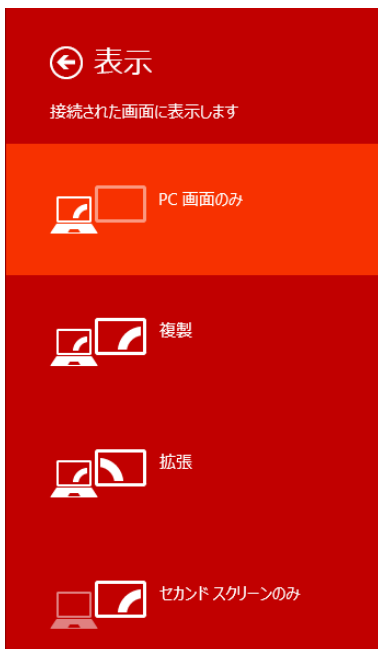 表示
接続された画面に表示します
PC 画面のみ
複製
拡張
セカンド スクリーンのみ